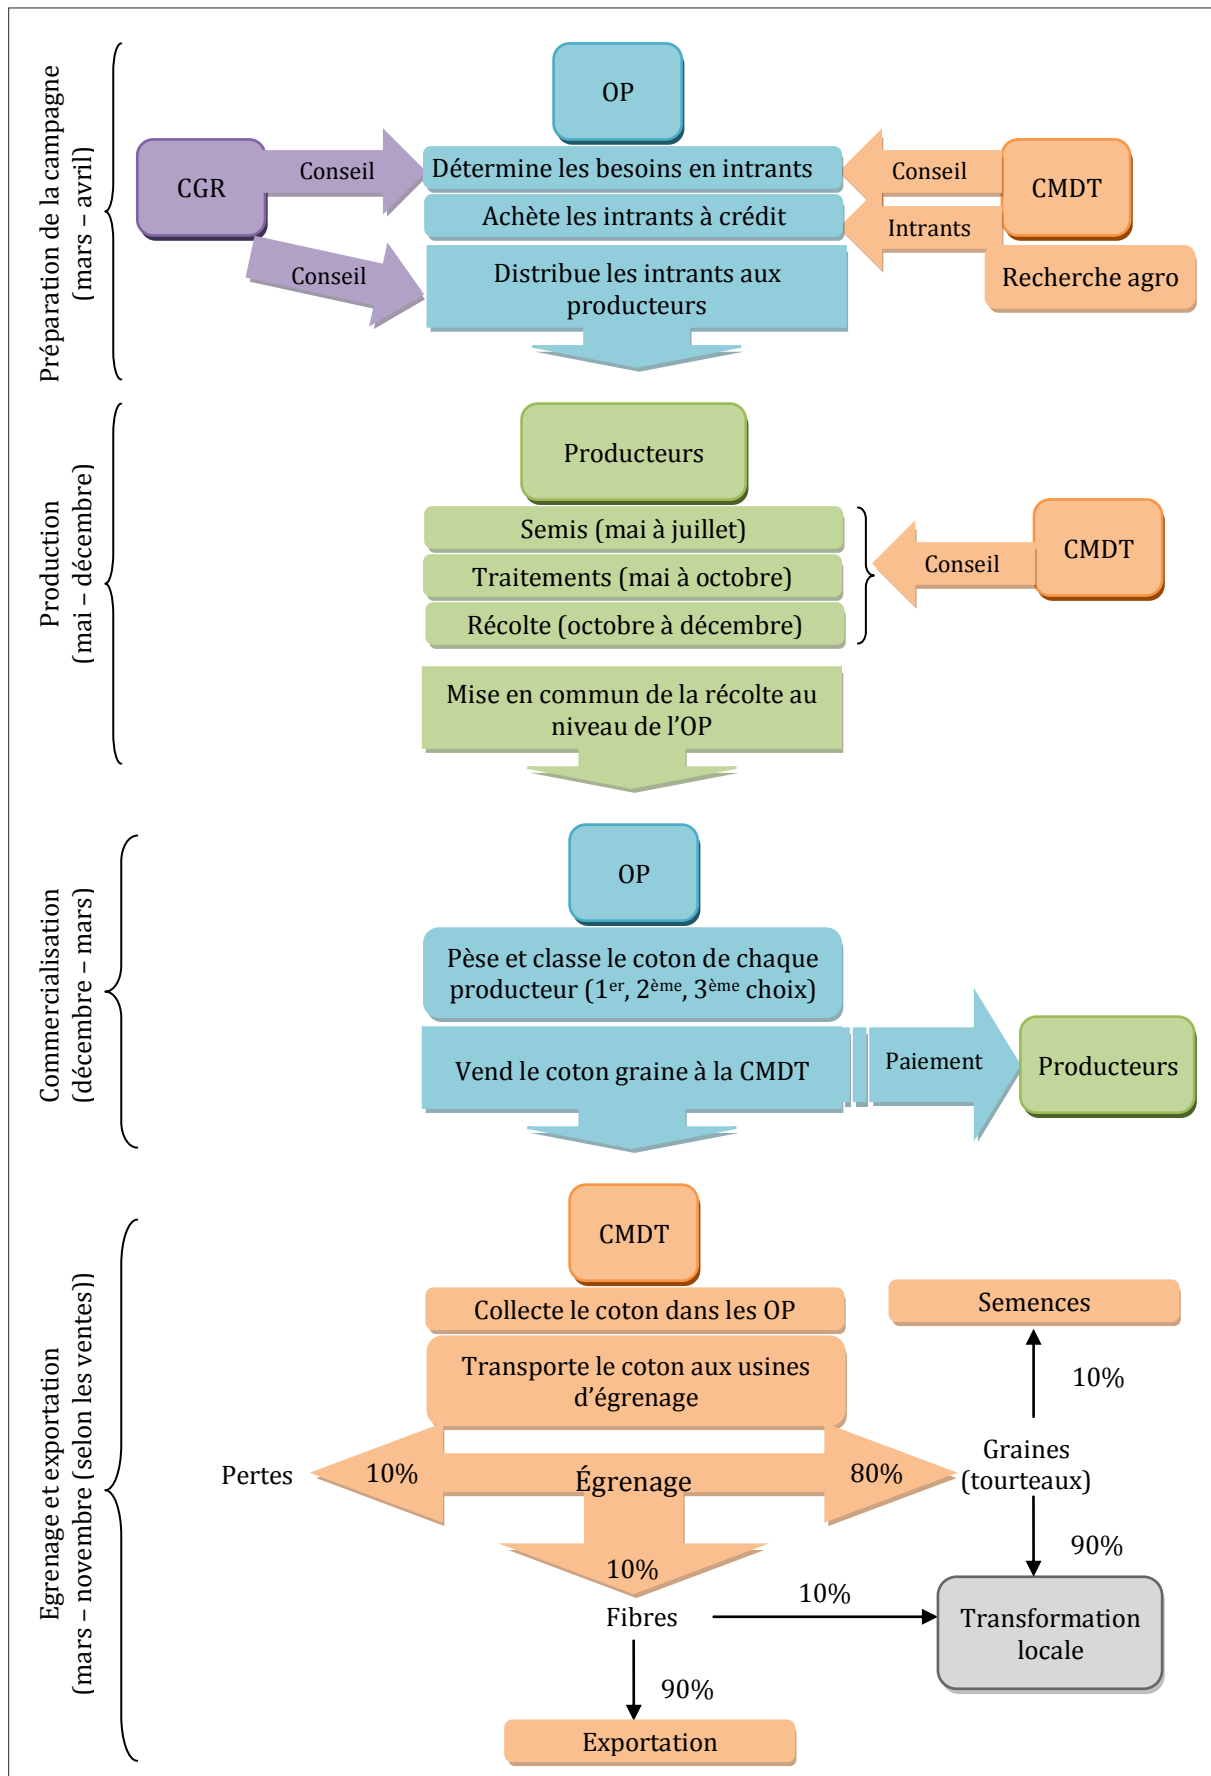 Préparation de la campagne
(mars – avril)
OP
CGR
Conseil
Conseil
Détermine les besoins en intrants
Achète les intrants à crédit
Distribue les intrants aux
producteurs
Conseil
Intrants
CMDT
Recherche agro
Production
(mai – décembre)
Producteurs
Semis (mai à juillet)
Traitements (mai à octobre)
Récolte (octobre à décembre)
Conseil
CMDT
Mise en commun de la récolte au
niveau de l’OP
Commercialisation
(décembre – mars)
OP
Pèse et classe le coton de chaque
producteur (1er, 2ème, 3ème choix)
Vend le coton graine à la CMDT
Paiement
Producteurs
Egrenage et exportation
(mars – novembre (selon les ventes))
CMDT
Collecte le coton dans les OP
Transporte le coton aux usines
d’égrenage
Semences
10%
Pertes
10%
Égrenage
80%
Graines
(tourteaux)
90%
10%
Fibres
10%
Transformation
locale
90%
Exportation